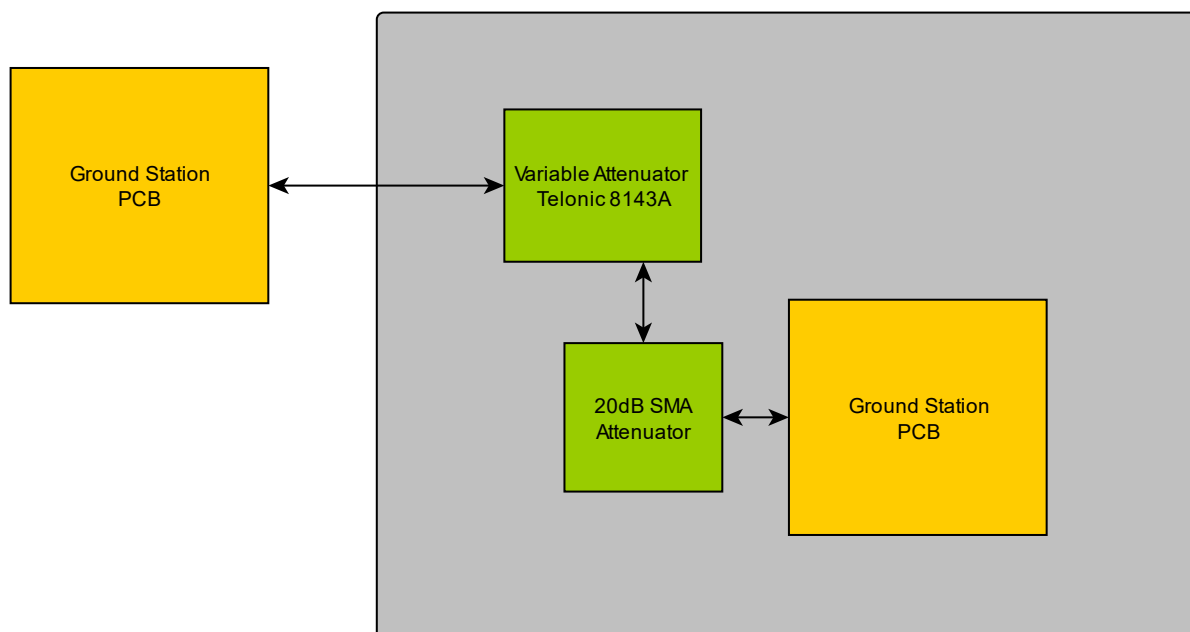 Ground Station
PCB
Variable Attenuator
Telonic 8143A
20dB SMA
Attenuator
Ground Station
PCB